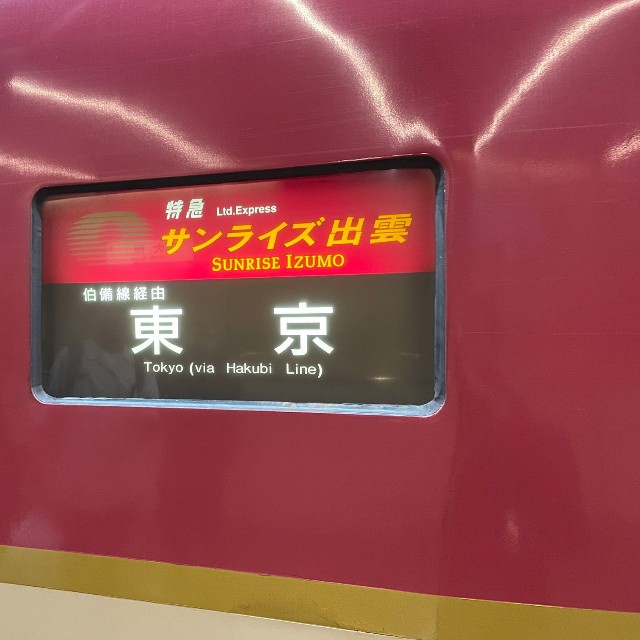 特急 Ltd.Express
サンライズ出雲
SUNRISE IZUMO
伯備線経由
東京
Tokyo (via Hakubi Line)